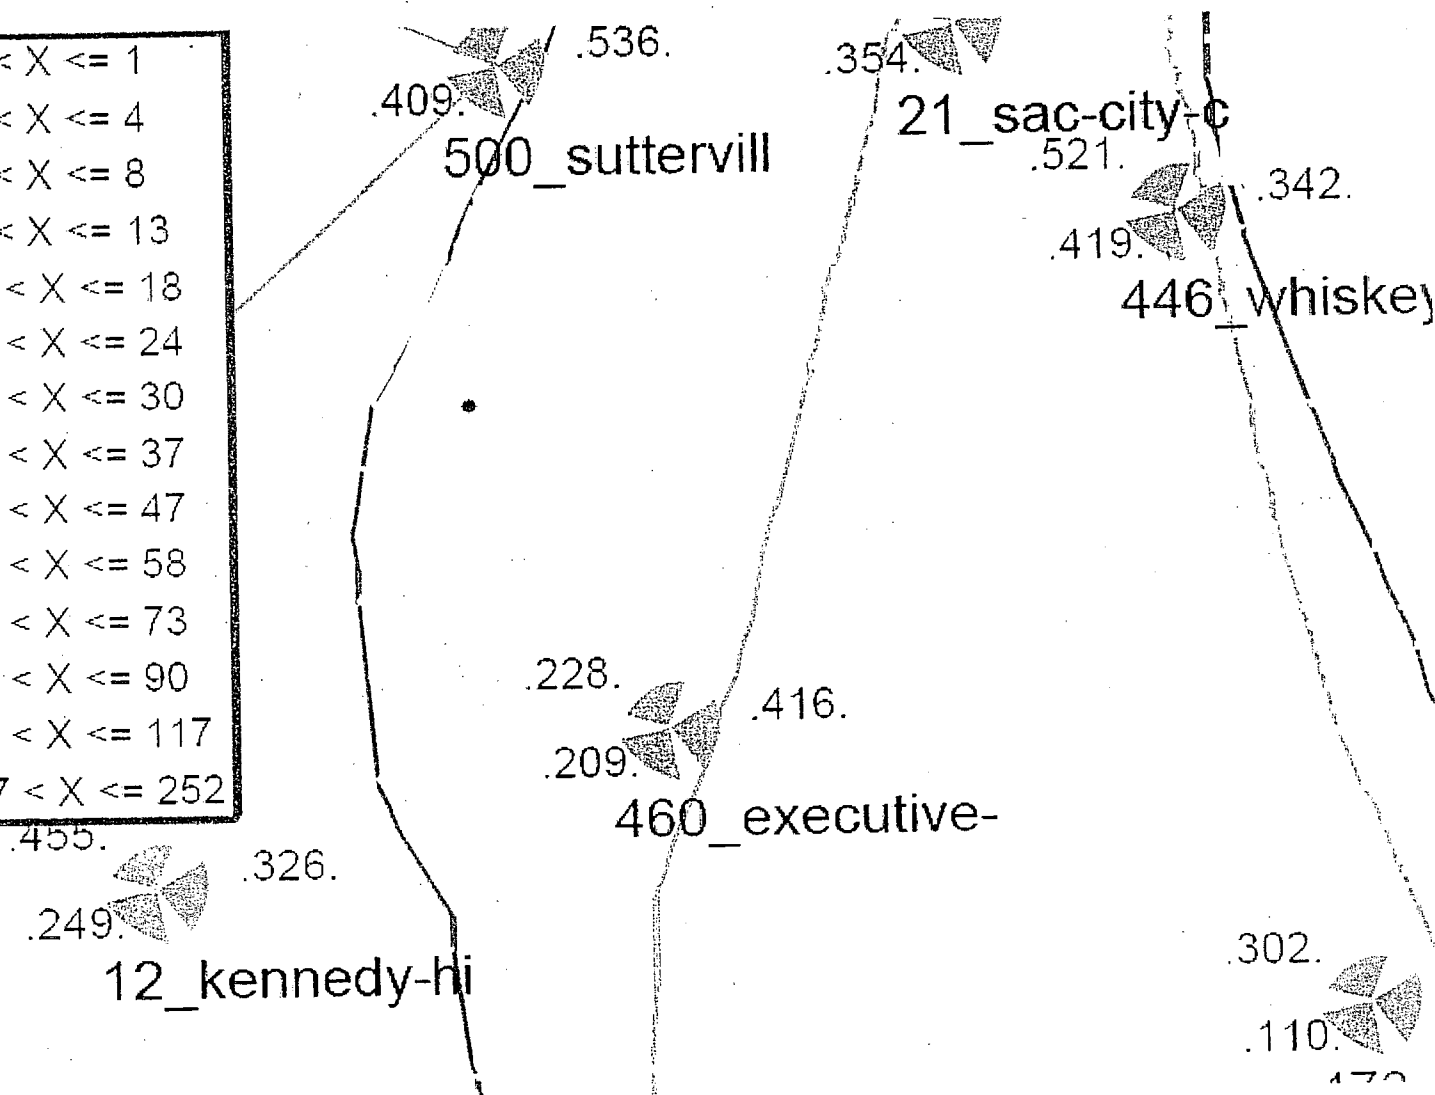 < X <= 1
< X <= 4
< X <= 8
< X <= 13
< X <= 18
< X <= 24
< X <= 30
< X <= 37
< X <= 47
< X <= 58
< X <= 73
< X <= 90
< X <= 117
7 < X <= 252
.536.
.409.
500_suttervill
.354.
21_sac-city-c
.521.
.342.
.419.
446_whiskey
.228.
.416.
.209.
460_executive-
.455.
.326.
.249.
12_kennedy-hi
.302.
.110.